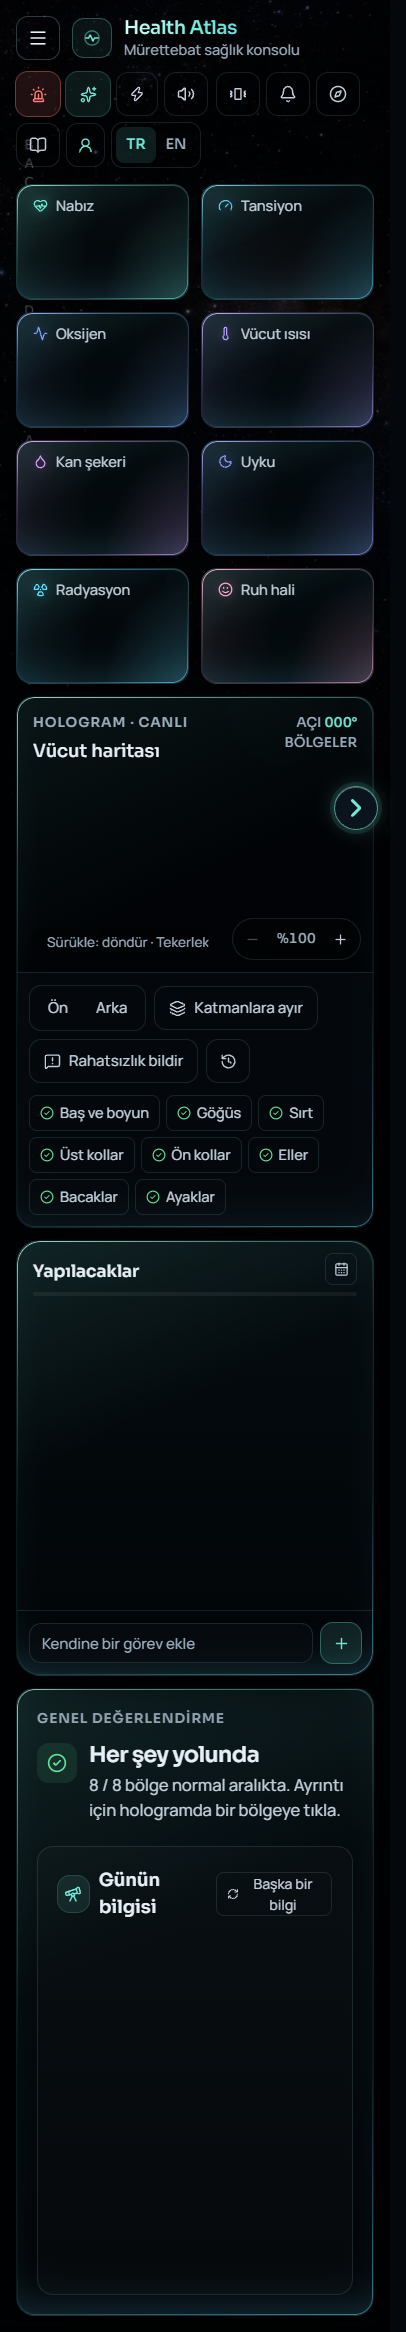 Health Atlas
Mürettebat sağlık konsolu
TR EN
Nabız
Tansiyon
Oksijen
Vücut ısısı
Kan şekeri
Uyku
Radyasyon
Ruh hali
HOLOGRAM · CANLI
AÇI 000°
BÖLGELER
Vücut haritası
Sürükle: döndür · Tekerlek
%100
Ön Arka
Katmanlara ayır
Rahatsızlık bildir
Baş ve boyun
Göğüs
Sırt
Üst kollar
Ön kollar
Eller
Bacaklar
Ayaklar
Yapılacaklar
Kendine bir görev ekle
GENEL DEĞERLENDİRME
Her şey yolunda
8 / 8 bölge normal aralıkta. Ayrıntı
için hologramda bir bölgeye tıkla.
Günün
bilgisi
Başka bir
bilgi